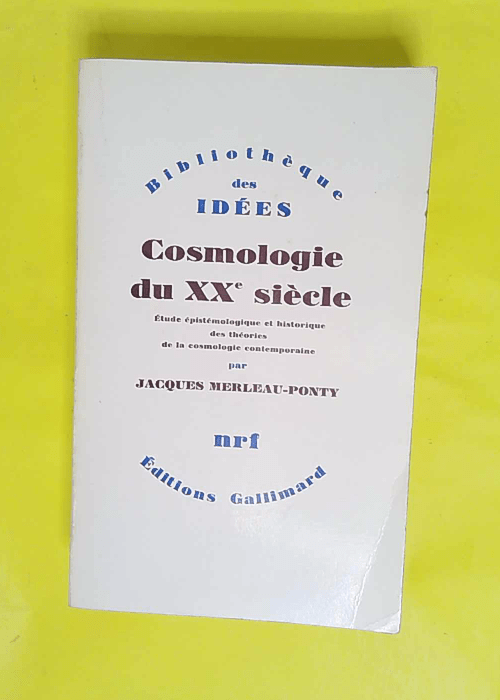 Bibliothèque
des
IDÉES
Cosmologie
du XXe siècle
Étude épistémologique et historique
des théories
de la cosmologie contemporaine
par
JACQUES MERLEAU-PONTY
nrf
Éditions Gallimard